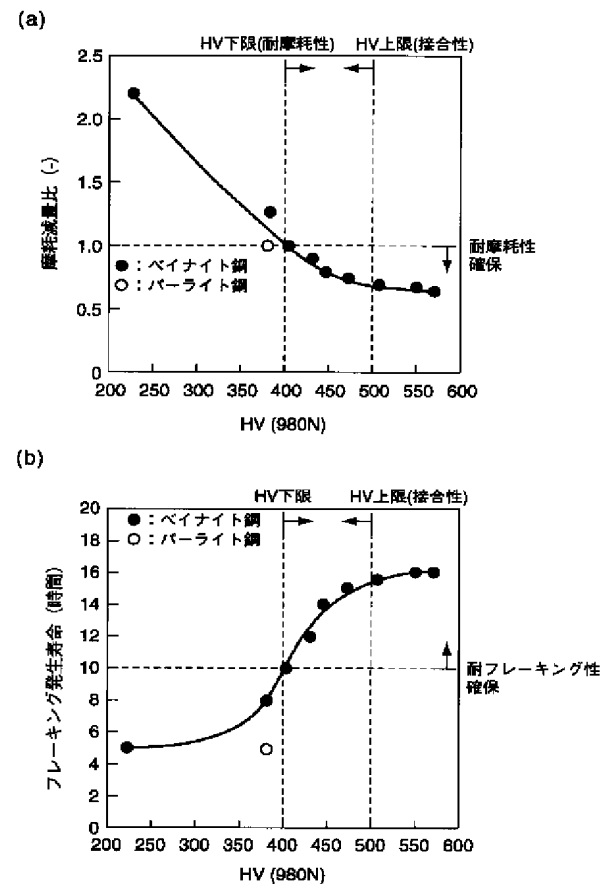 (a)
HV下限(耐摩耗性) HV上限(接合性)
2.5
2.0
1.5
1.0
0.5
0
摩耗減量比 (-)
●：ベイナイト鋼
○：パーライト鋼
耐摩耗性
確保
200 250 300 350 400 450 500 550 600
HV (980N)
(b)
HV下限 HV上限(接合性)
20
18
16
14
12
10
8
6
4
2
0
フレーキング発生寿命 (時間)
●：ベイナイト鋼
○：パーライト鋼
耐フレーキング性
確保
200 250 300 350 400 450 500 550 600
HV (980N)